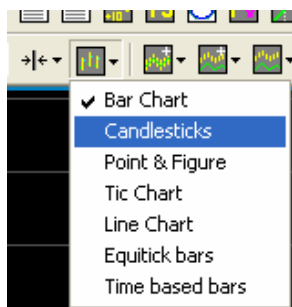 Bar Chart
Candlesticks
Point & Figure
Tic Chart
Line Chart
Equitick bars
Time based bars